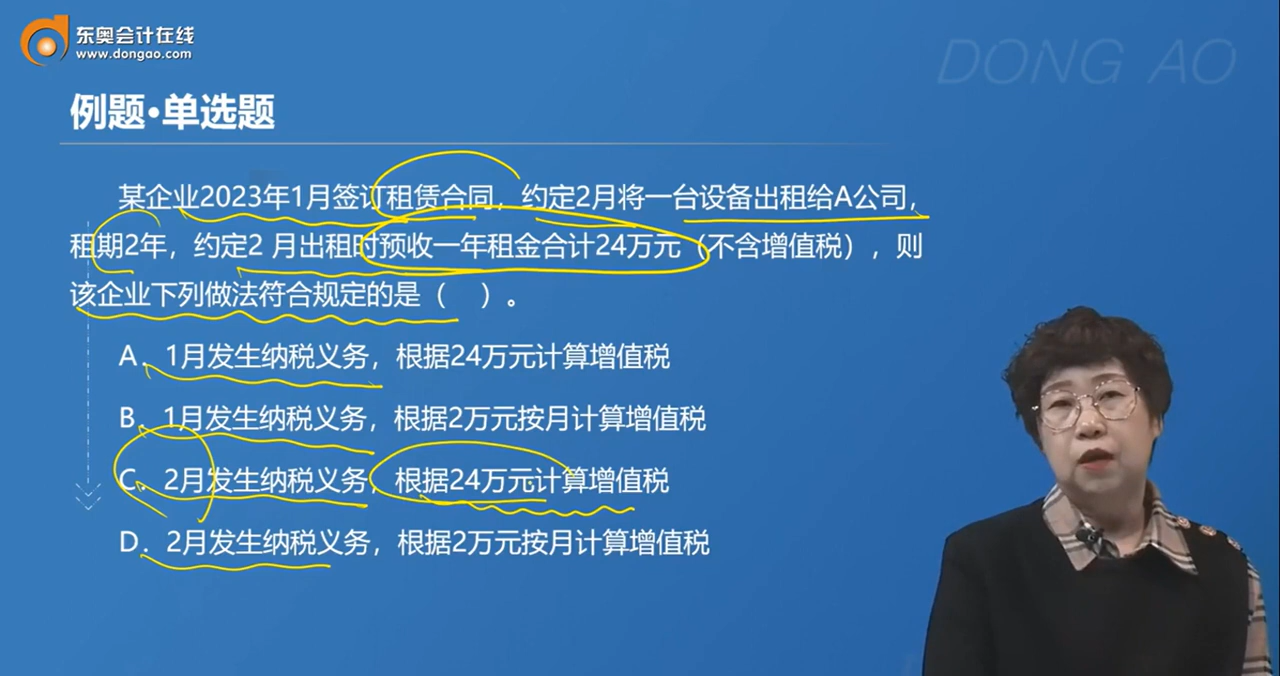 东奥会计在线
www.dongao.com
DONG AO
例题·单选题
某企业2023年1月签订租赁合同，约定2月将一台设备出租给A公司，
租期2年，约定2 月出租时预收一年租金合计24万元（不含增值税），则
该企业下列做法符合规定的是（ ）。
A. 1月发生纳税义务，根据24万元计算增值税
B. 1月发生纳税义务，根据2万元按月计算增值税
C. 2月发生纳税义务，根据24万元计算增值税
D. 2月发生纳税义务，根据2万元按月计算增值税